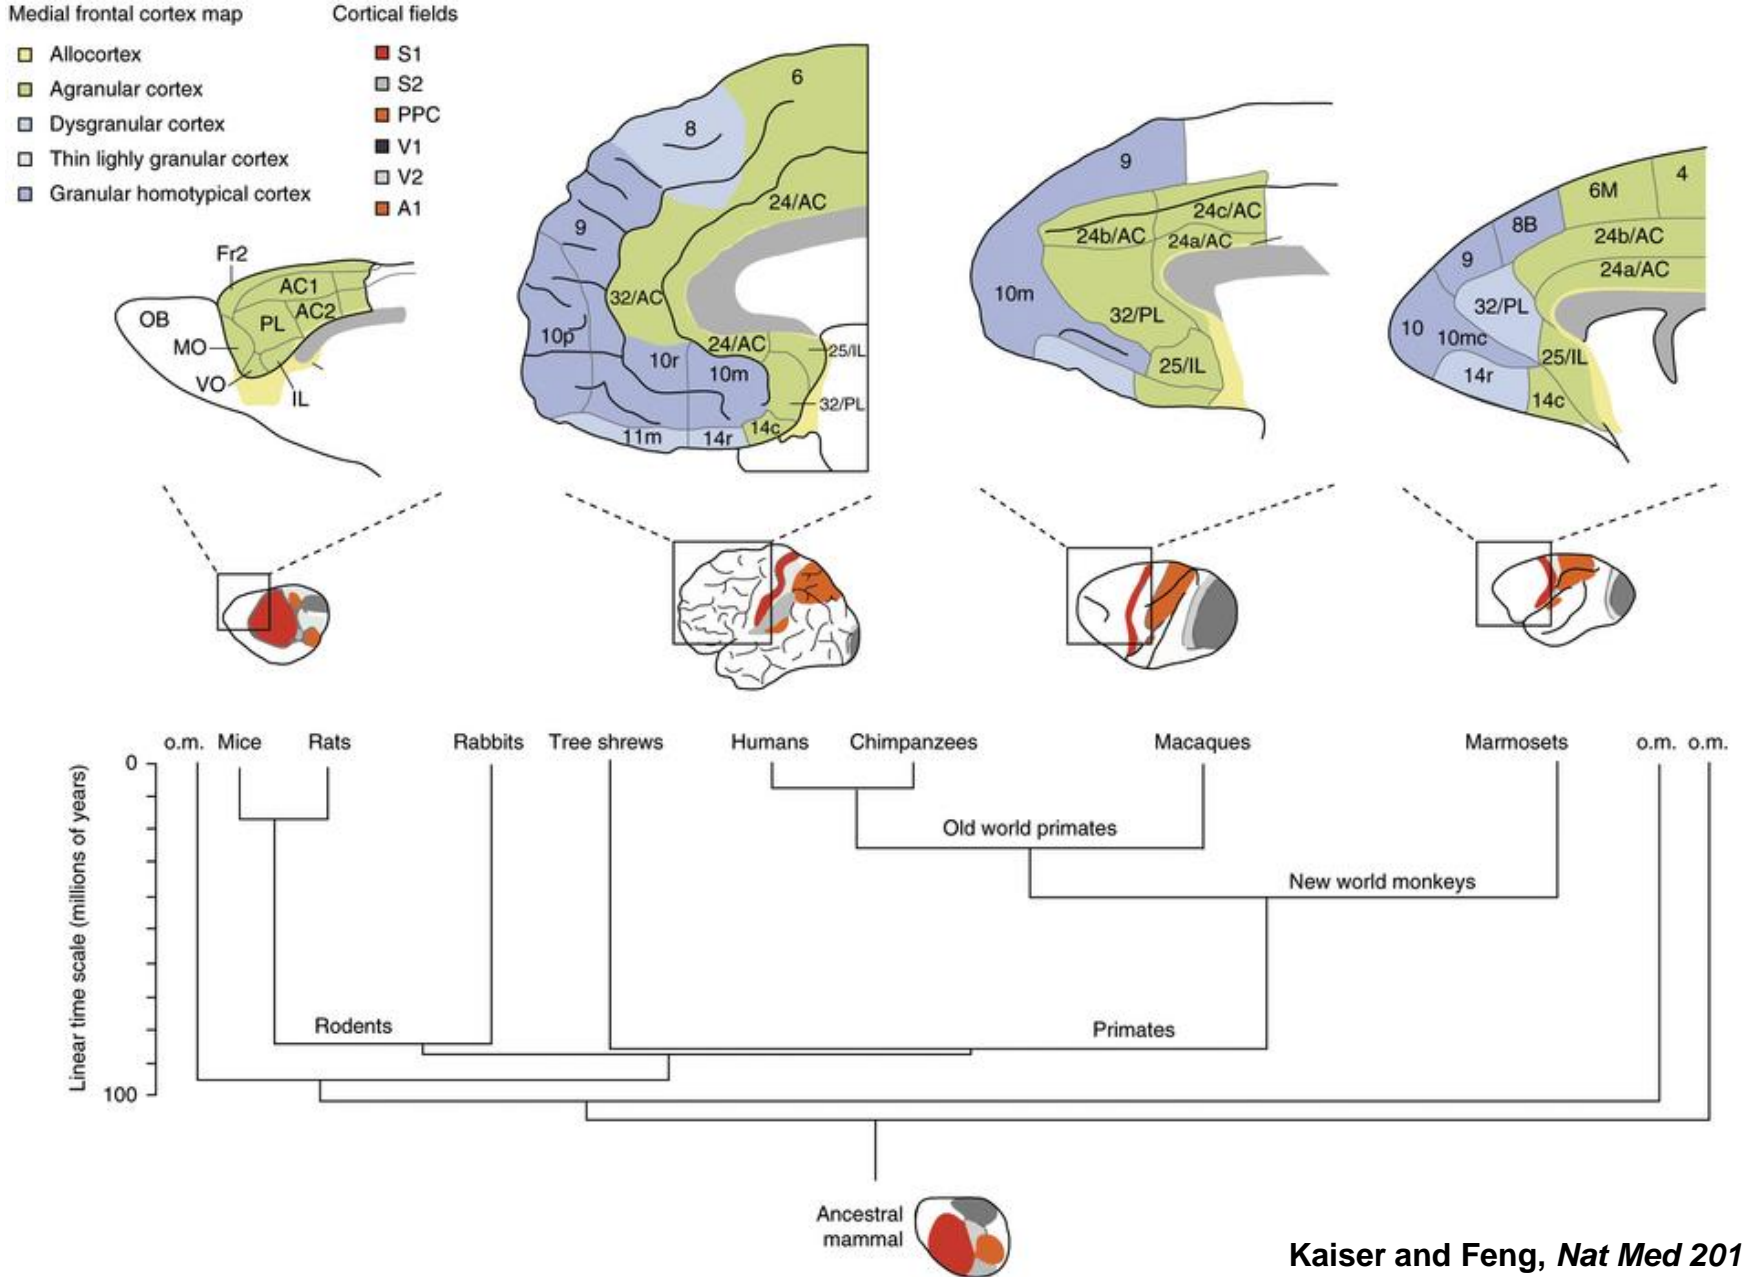 Medial frontal cortex map
Allocortex
Agranular cortex
Dysgranular cortex
Thin lighly granular cortex
Granular homotypical cortex
Cortical fields
S1
S2
PPC
V1
V2
A1
Fr2
AC1
AC2
OB
PL
MO
VO
IL
6
8
24/AC
9
32/AC
10p
24/AC
25/IL
10r
10m
32/PL
11m
14r
14c
9
24c/AC
24b/AC
24a/AC
10m
32/PL
25/IL
4
6M
8B
24b/AC
9
24a/AC
32/PL
10
10mc
25/IL
14r
14c
o.m.
Mice
Rats
Rabbits
Tree shrews
Humans
Chimpanzees
Macaques
Marmosets
o.m.
o.m.
0
Linear time scale (millions of years)
Old world primates
New world monkeys
Rodents
Primates
100
Ancestral
mammal
Kaiser and Feng, Nat Med 201